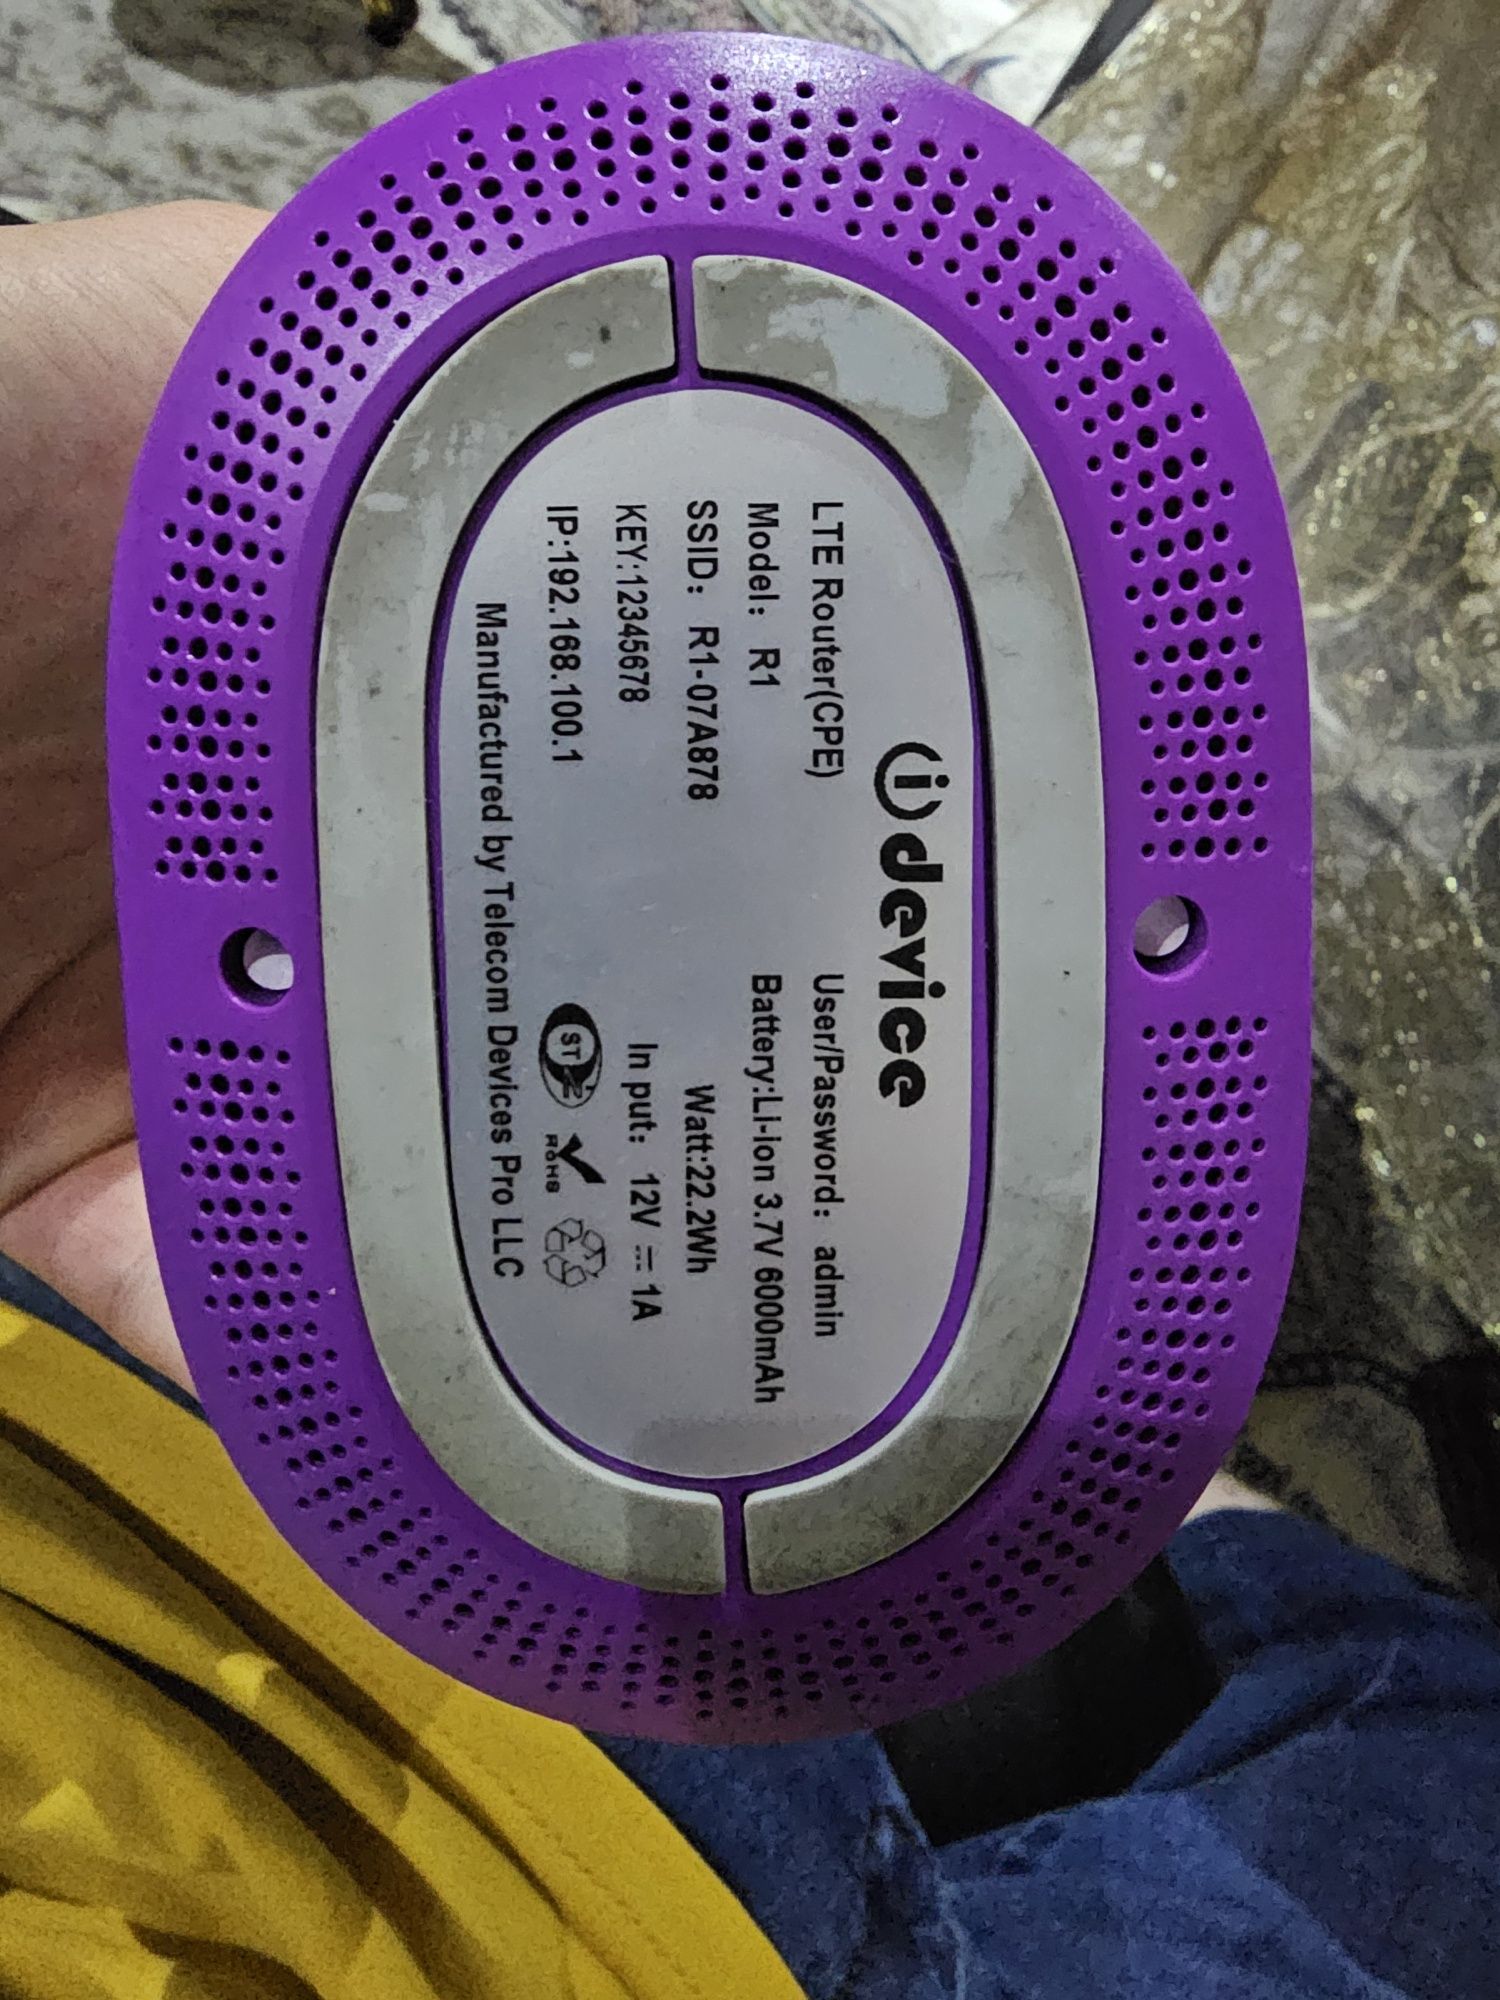 idevice
LTE Router(CPE)
User/Password: admin
Model: R1
Battery:Li-ion 3.7V 6000mAh
SSID: R1-07A878
Watt:22.2Wh
KEY:12345678
In put: 12V ⎓ 1A
IP:192.168.100.1
ST
RoHS
Manufactured by Telecom Devices Pro LLC